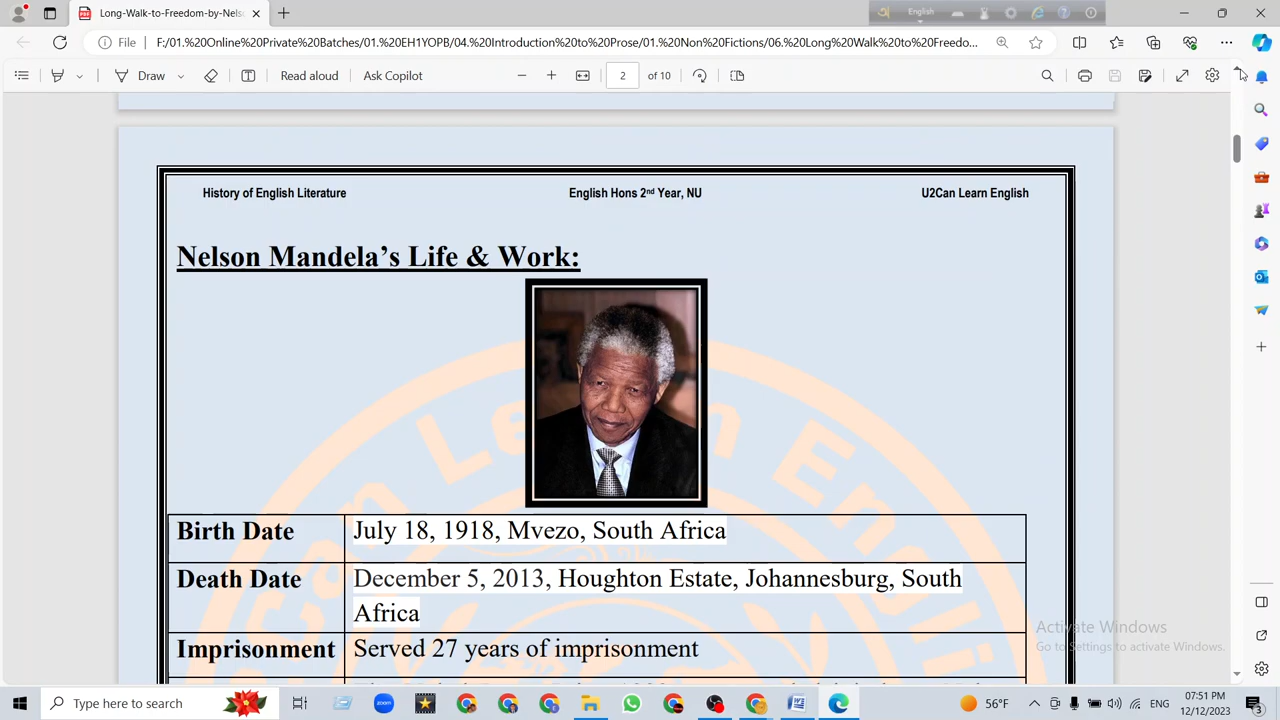 Long-Walk-to-Freedom-by-Nelso
English
File
F:/01.%20Online%20Private%20Batches/01.%20EH1YOPB/04.%20Introduction%20to%20Prose/01.%20Non%20Fictions/06.%20Long%20Walk%20to%20Freedo...
Draw
Read aloud
Ask Copilot
2
of 10
History of English Literature
English Hons 2nd Year, NU
U2Can Learn English
Nelson Mandela's Life & Work:
Birth Date
July 18, 1918, Mvezo, South Africa
Death Date
December 5, 2013, Houghton Estate, Johannesburg, South
Africa
Imprisonment
Served 27 years of imprisonment
Activate Windows
Go to Settings to activate Windows.
Type here to search
56°F
ENG
07:51 PM
12/12/2023
3